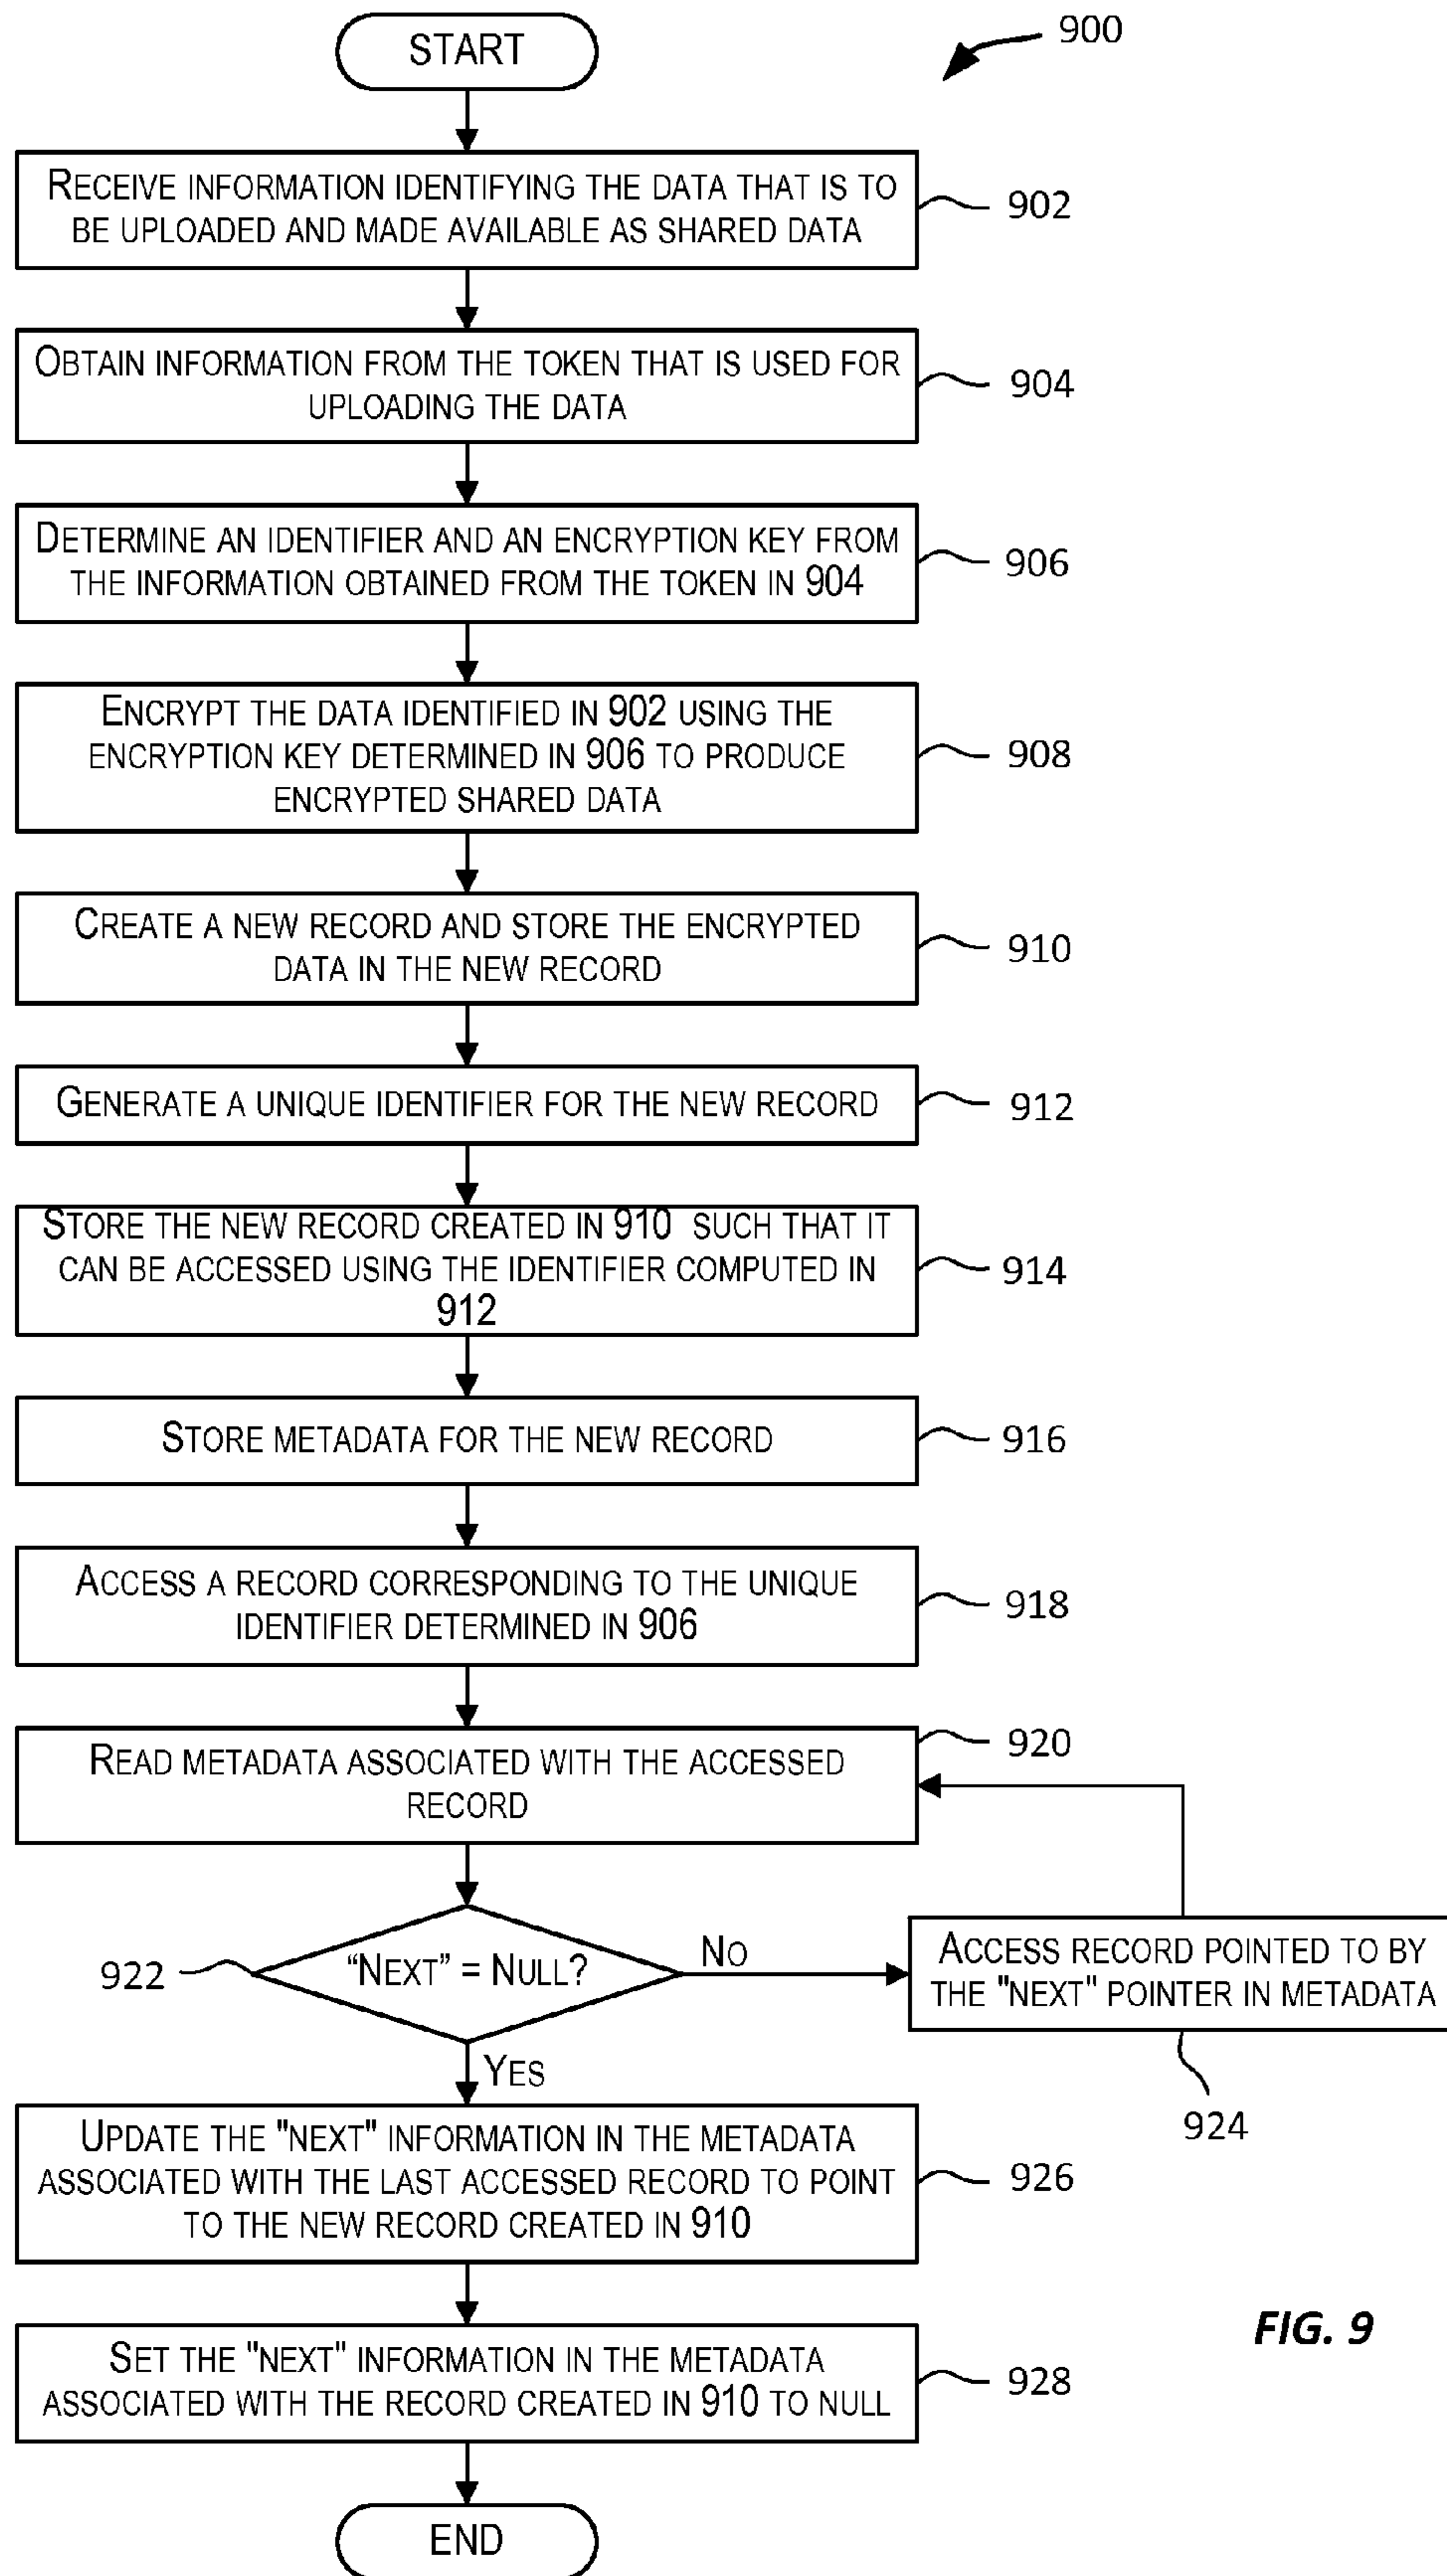 START
900
RECEIVE INFORMATION IDENTIFYING THE DATA THAT IS TO
BE UPLOADED AND MADE AVAILABLE AS SHARED DATA
902
OBTAIN INFORMATION FROM THE TOKEN THAT IS USED FOR
UPLOADING THE DATA
904
DETERMINE AN IDENTIFIER AND AN ENCRYPTION KEY FROM
THE INFORMATION OBTAINED FROM THE TOKEN IN 904
906
ENCRYPT THE DATA IDENTIFIED IN 902 USING THE
ENCRYPTION KEY DETERMINED IN 906 TO PRODUCE
ENCRYPTED SHARED DATA
908
CREATE A NEW RECORD AND STORE THE ENCRYPTED
DATA IN THE NEW RECORD
910
GENERATE A UNIQUE IDENTIFIER FOR THE NEW RECORD
912
STORE THE NEW RECORD CREATED IN 910 SUCH THAT IT
CAN BE ACCESSED USING THE IDENTIFIER COMPUTED IN
912
914
STORE METADATA FOR THE NEW RECORD
916
ACCESS A RECORD CORRESPONDING TO THE UNIQUE
IDENTIFIER DETERMINED IN 906
918
READ METADATA ASSOCIATED WITH THE ACCESSED
RECORD
920
"NEXT" = NULL?
922
NO
ACCESS RECORD POINTED TO BY
THE "NEXT" POINTER IN METADATA
924
YES
UPDATE THE "NEXT" INFORMATION IN THE METADATA
ASSOCIATED WITH THE LAST ACCESSED RECORD TO POINT
TO THE NEW RECORD CREATED IN 910
926
SET THE "NEXT" INFORMATION IN THE METADATA
ASSOCIATED WITH THE RECORD CREATED IN 910 TO NULL
928
FIG. 9
END